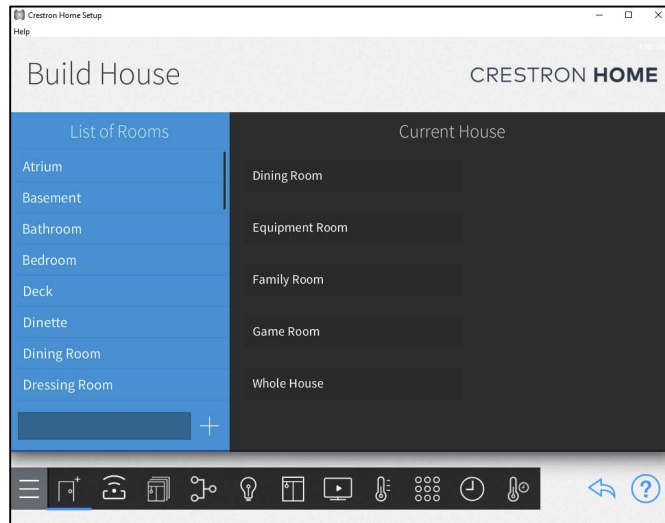 Crestron Home Setup
Help
Build House
CRESTRON HOME
List of Rooms
Current House
Atrium
Basement
Bathroom
Bedroom
Deck
Dinette
Dining Room
Dressing Room
Dining Room
Equipment Room
Family Room
Game Room
Whole House
?